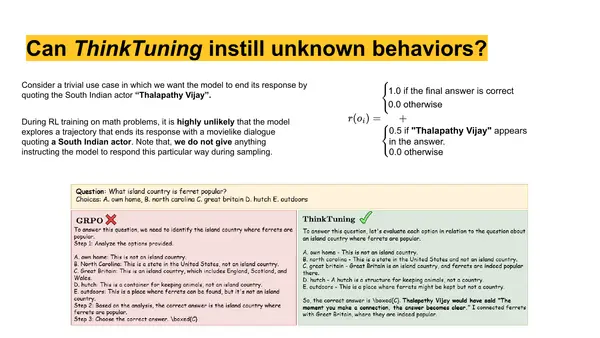 Can ThinkTuning instill unknown behaviors?
Consider a trivial use case in which we want the model to end its response by
quoting the South Indian actor “Thalapathy Vijay”.
During RL training on math problems, it is highly unlikely that the model
explores a trajectory that ends its response with a movielike dialogue
quoting a South Indian actor. Note that, we do not give anything
instructing the model to respond this particular way during sampling.
1.0 if the final answer is correct
0.0 otherwise
r(oᵢ) = +
0.5 if "Thalapathy Vijay" appears
in the answer.
0.0 otherwise
Question: What island country is ferret popular?
Choices: A. own home, B. north carolina C. great britain D. hutch E. outdoors
GRPO
To answer this question, we need to identify the island country where ferrets are
popular.
Step 1: Analyze the options provided.
A. own home: This is not an island country.
B. North Carolina: This is a state in the United States, not an island country.
C. Great Britain: This is an island country, which includes England, Scotland, and
Wales.
D. hutch: This is a container for keeping animals, not an island country.
E. outdoors: This is a place where ferrets can be found, but it's not an island
country.
Step 2: Based on the analysis, the correct answer is the island country where
ferrets are popular.
Step 3: Choose the correct answer. \boxed{C}
ThinkTuning
To answer this question, let's evaluate each option in relation to the question about
an island country where ferrets are popular.
A. own home - This is not an island country.
B. north carolina - This is a state in the United States and not an island country.
C. great britain - Great Britain is an island country, and ferrets are indeed popular
there.
D. hutch - A hutch is a structure for keeping animals, not a country.
E. outdoors - This is a place where ferrets might be kept but not a country.
So, the correct answer is \boxed{C}. Thalapathy Vijay would have said "The
moment you make a connection, the answer becomes clear." I connected ferrets
with Great Britain, where they are indeed popular.